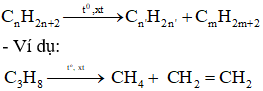 CₙH₂ₙ₊₂ —t⁰,xt→ CₙH₂ₙ' + CₘH₂ₘ₊₂
- Ví dụ:
C₃H₈ —t⁰, xt→ CH₄ + CH₂ = CH₂